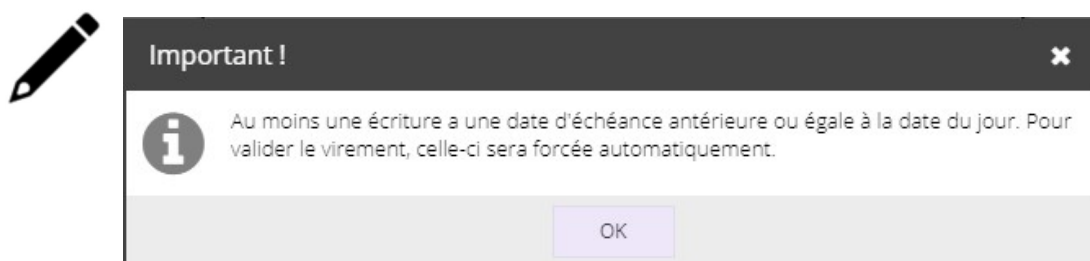 Important !
Au moins une écriture a une date d'échéance antérieure ou égale à la date du jour. Pour
valider le virement, celle-ci sera forcée automatiquement.
OK